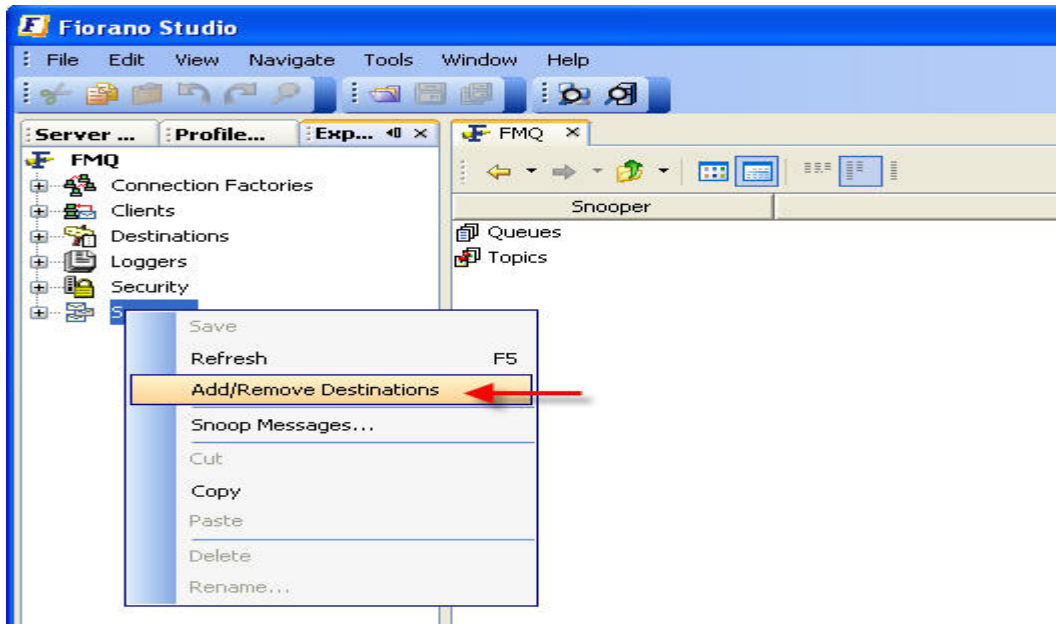 Fiorano Studio
File Edit View Navigate Tools Window Help
Server ... Profile... Exp...
FMQ
FMQ
Connection Factories
Clients
Destinations
Loggers
Security
Snooper
Queues
Topics
Save
Refresh F5
Add/Remove Destinations
Snoop Messages...
Cut
Copy
Paste
Delete
Rename...